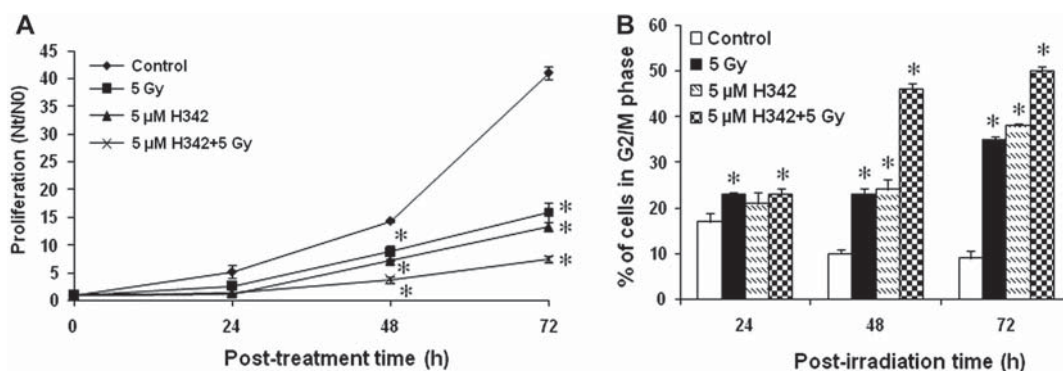 A
Proliferation (Nt/N0)
45
40
35
30
25
20
15
10
5
0
Control
5 Gy
5 µM H342
5 µM H342+5 Gy
*
*
*
*
*
*
0 24 48 72
Post-treatment time (h)
B
% of cells in G2/M phase
60
50
40
30
20
10
0
Control
5 Gy
5 µM H342
5 µM H342+5 Gy
* *
* * *
* * *
24 48 72
Post-irradiation time (h)